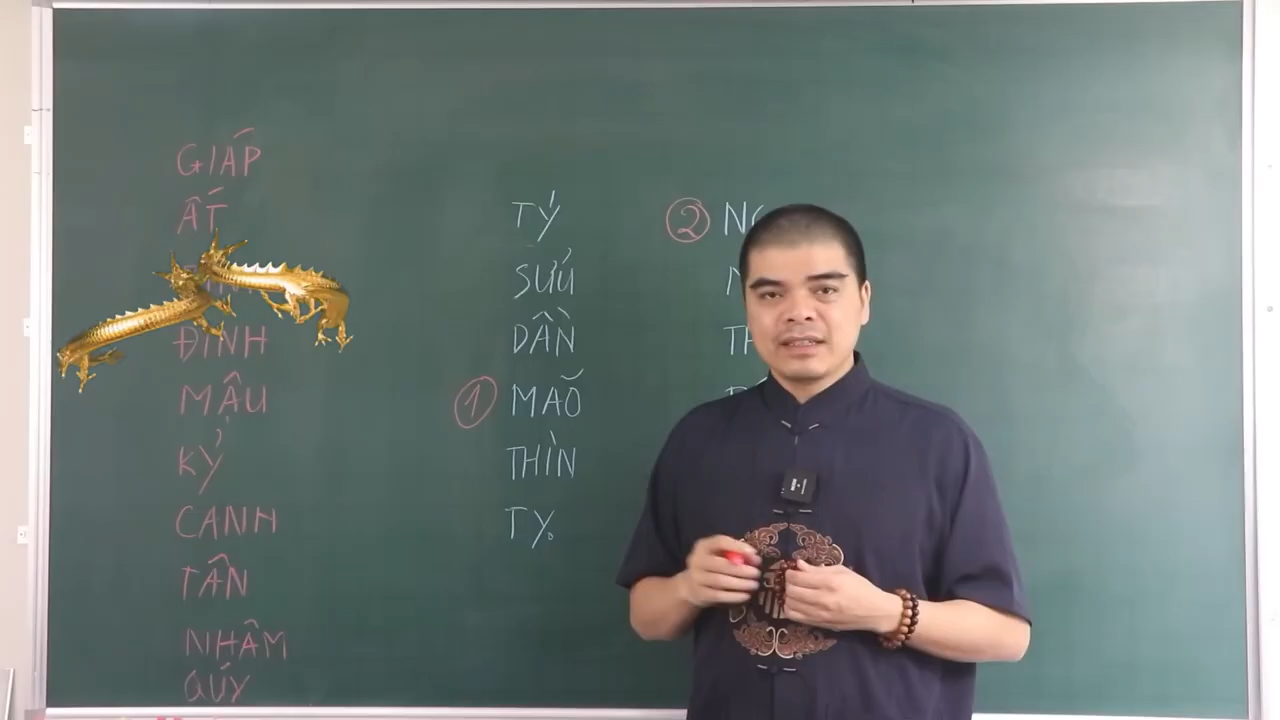 GIÁP
ẤT
ĐINH
MẬU
KỶ
CANH
TÂN
NHÂM
QUÝ
TÝ
SỬU
DẦN
① MÃO
THÌN
TỴ
②